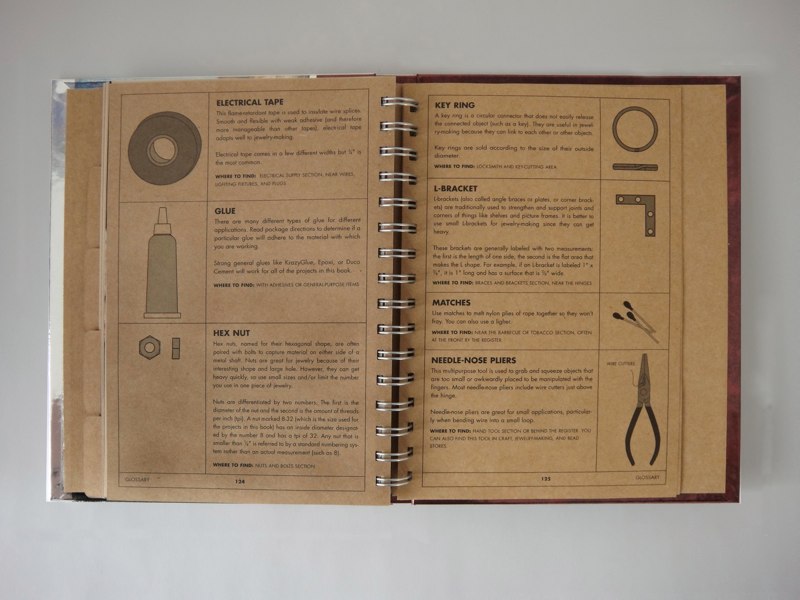 ELECTRICAL TAPE
This flame-retardant tape is used to insulate wire splices.
Smooth and flexible with weak adhesive (and therefore
more manageable than other tapes), electrical tape
adapts well to jewelry-making.
Electrical tape comes in a few different widths but ¾" is
the most common.
WHERE TO FIND: ELECTRICAL SUPPLY SECTION, NEAR WIRES,
LIGHTING FIXTURES, AND PLUGS
GLUE
There are many different types of glue for different
applications. Read package directions to determine if a
particular glue will adhere to the material with which
you are working.
Strong general glues like KrazyGlue, Epoxi, or Duco
Cement will work for all of the projects in this book.
WHERE TO FIND: WITH ADHESIVES OR GENERAL-PURPOSE ITEMS
HEX NUT
Hex nuts, named for their hexagonal shape, are often
paired with bolts to capture material on either side of a
metal shaft. Nuts are great for jewelry because of their
interesting shape and large hole. However, they can get
heavy quickly, so use small sizes and/or limit the number
you use in one piece of jewelry.
Nuts are differentiated by two numbers. The first is the
diameter of the nut and the second is the amount of threads
per inch (tpi). A nut marked 8-32 (which is the size used for
the projects in this book) has an inside diameter designat-
ed by the number 8 and has a tpi of 32. Any nut that is
smaller than ¼" is referred to by a standard numbering sys-
tem rather than an actual measurement (such as 8).
WHERE TO FIND: NUTS AND BOLTS SECTION
GLOSSARY
124
KEY RING
A key ring is a circular connector that does not easily release
the connected object (such as a key). They are useful in jewel-
ry-making because they can link to each other or other objects.
Key rings are sold according to the size of their outside
diameter.
WHERE TO FIND: LOCKSMITH AND KEY-CUTTING AREA
L-BRACKET
L-brackets (also called angle braces or plates, or corner brack-
ets) are traditionally used to strengthen and support joints and
corners of things like shelves and picture frames. It is better to
use small L-brackets for jewelry-making since they can get
heavy.
These brackets are generally labeled with two measurements:
the first is the length of one side; the second is the flat area that
makes the L shape. For example, if an L-bracket is labeled 1" x
⅜", it is 1" long and has a surface that is ⅜" wide.
WHERE TO FIND: BRACES AND BRACKETS SECTION, NEAR THE HINGES
MATCHES
Use matches to melt nylon plies of rope together so they won't
fray. You can also use a lighter.
WHERE TO FIND: NEAR THE BARBECUE OR TOBACCO SECTION, OFTEN
AT THE FRONT BY THE REGISTER
NEEDLE-NOSE PLIERS
This multipurpose tool is used to grab and squeeze objects that
are too small or awkwardly placed to be manipulated with the
fingers. Most needle-nose pliers include wire cutters just above
the hinge.
Needle-nose pliers are great for small applications, particular-
ly when bending wire into a small loop.
WHERE TO FIND: HAND TOOL SECTION OR BEHIND THE REGISTER. YOU
CAN ALSO FIND THIS TOOL IN CRAFT, JEWELRY-MAKING, AND BEAD
STORES.
WIRE CUTTERS
125
GLOSSARY